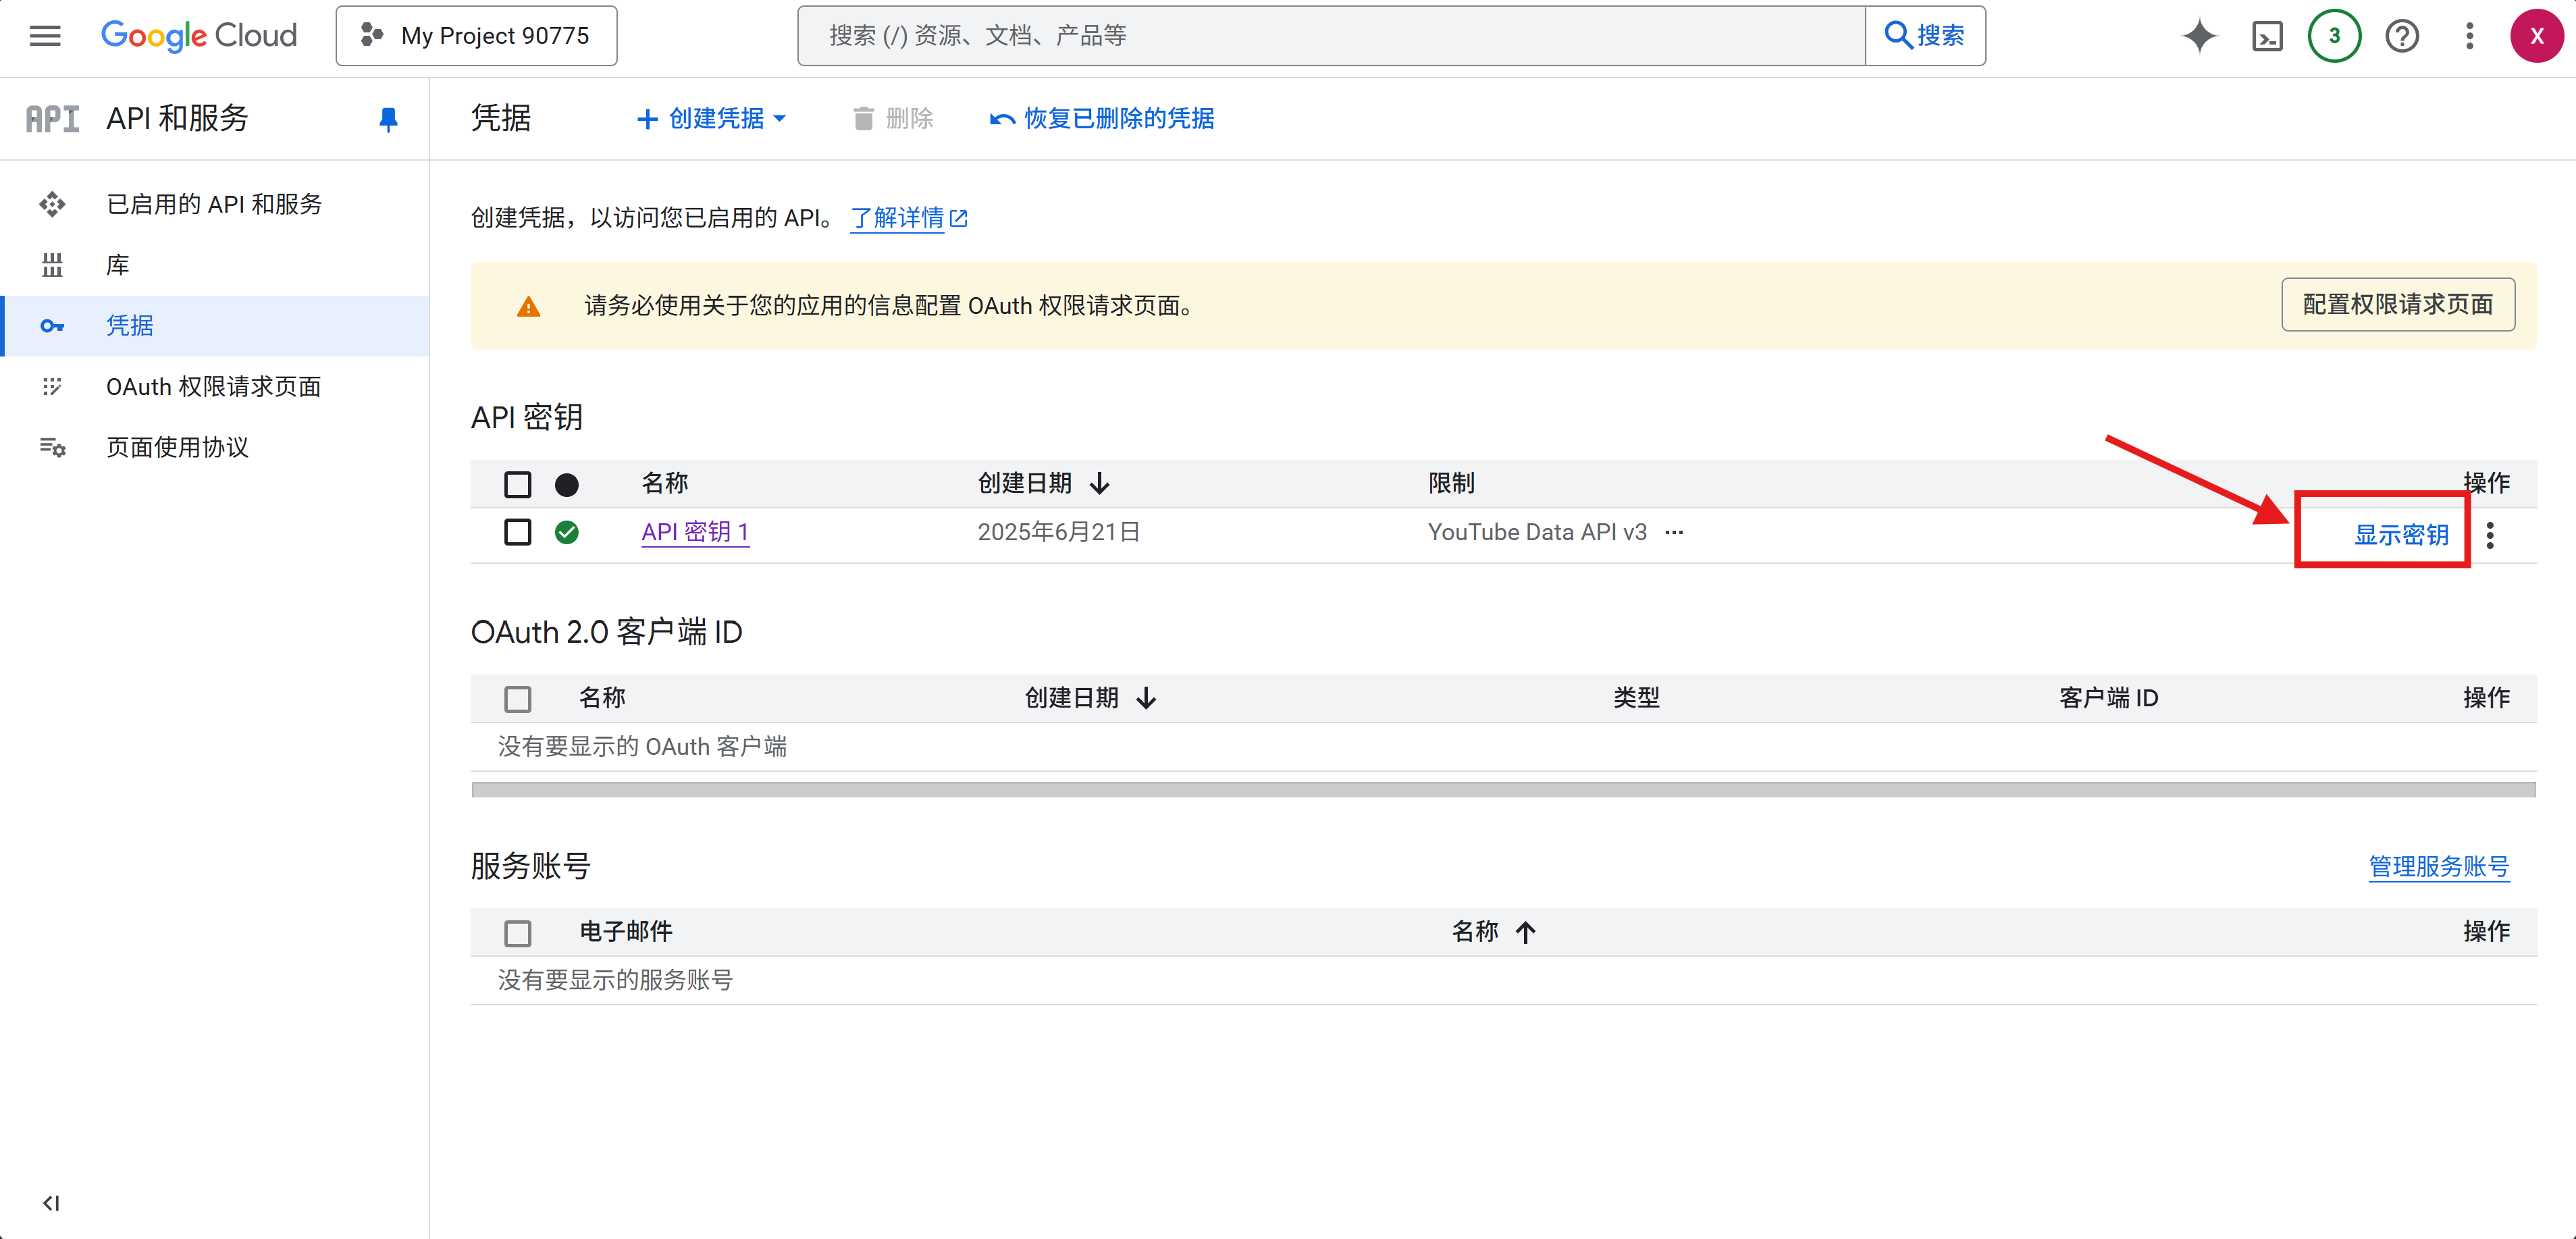 Google Cloud
My Project 90775
搜索 (/) 资源、文档、产品等
搜索
3
X
API
API 和服务
凭据
创建凭据
删除
恢复已删除的凭据
已启用的 API 和服务
库
凭据
OAuth 权限请求页面
页面使用协议
创建凭据，以访问您已启用的 API。 了解详情
请务必使用关于您的应用的信息配置 OAuth 权限请求页面。
配置权限请求页面
API 密钥
名称 创建日期 限制 操作
API 密钥 1 2025年6月21日 YouTube Data API v3 ... 显示密钥
OAuth 2.0 客户端 ID
名称 创建日期 类型 客户端 ID 操作
没有要显示的 OAuth 客户端
服务账号
管理服务账号
电子邮件 名称 操作
没有要显示的服务账号